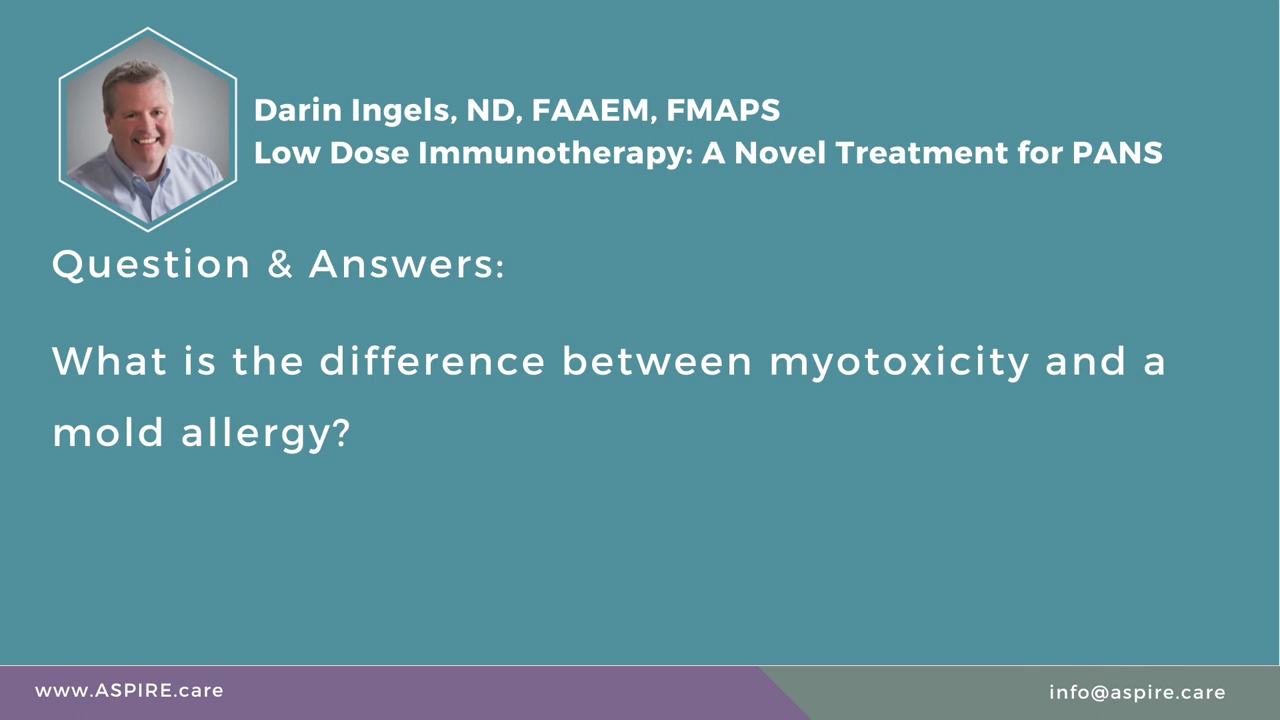 Darin Ingels, ND, FAAEM, FMAPS
Low Dose Immunotherapy: A Novel Treatment for PANS
Question & Answers:
What is the difference between myotoxicity and a
mold allergy?
www.ASPIRE.care
info@aspire.care